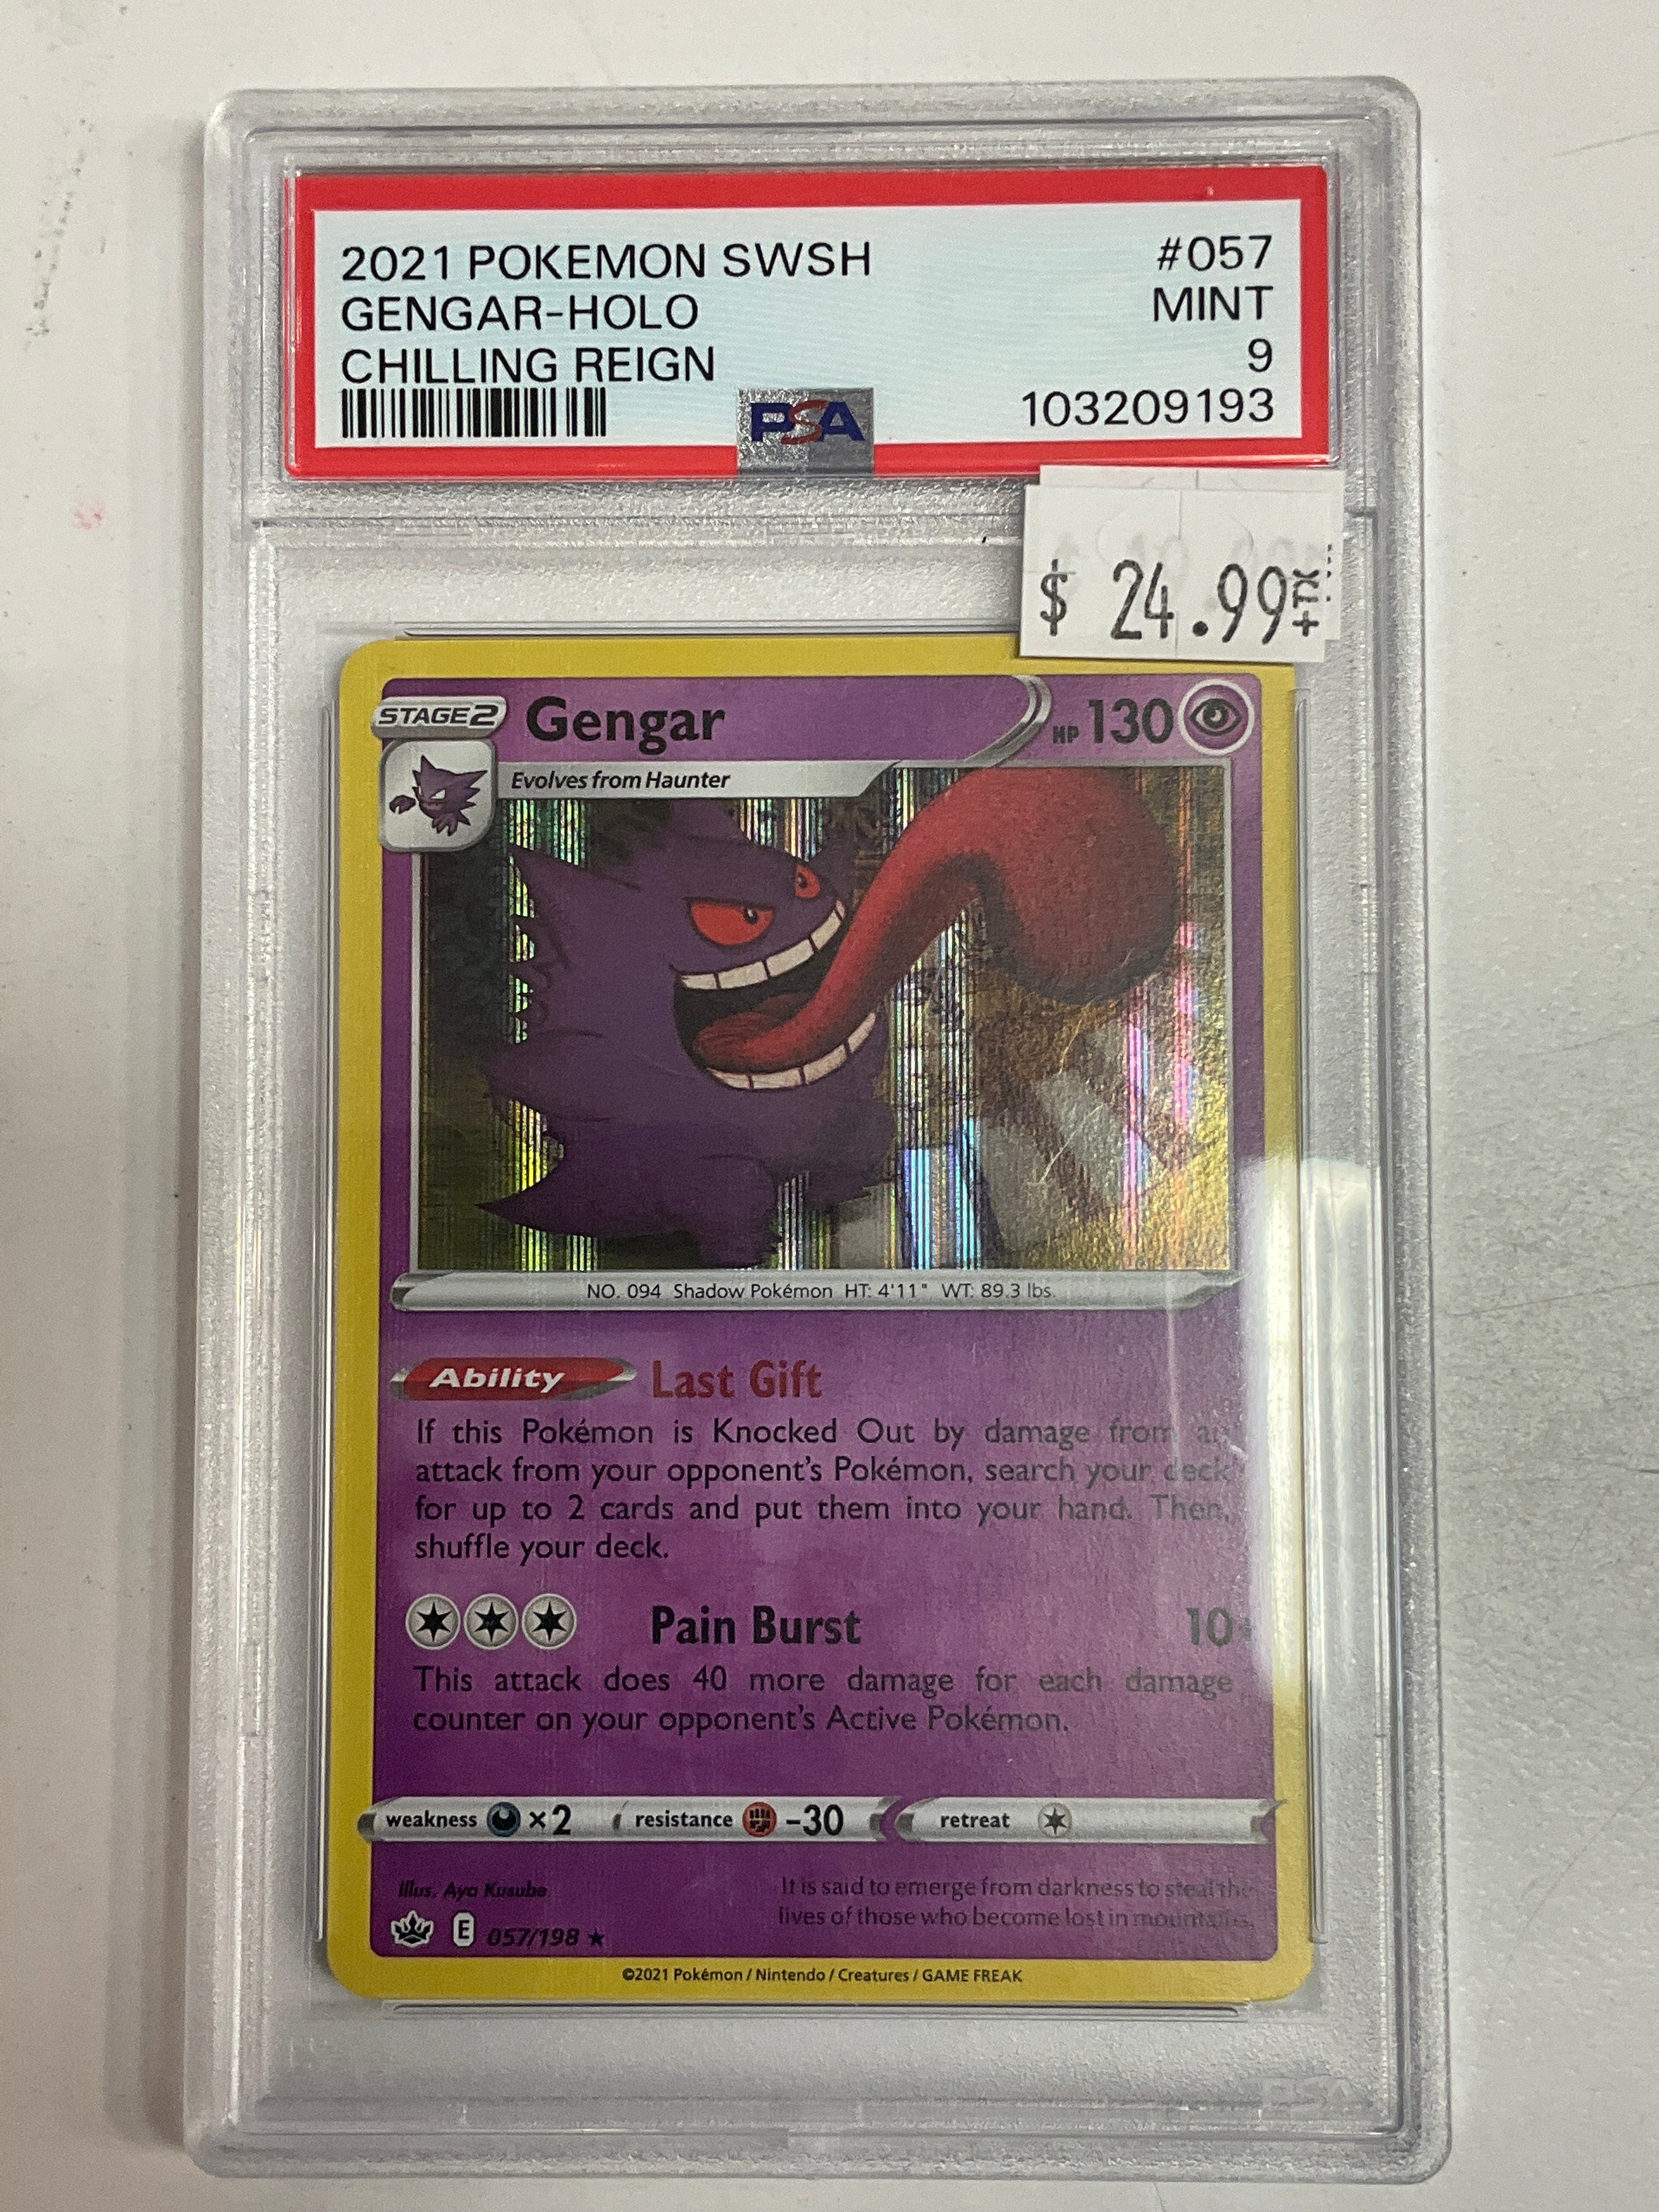 2021 POKEMON SWSH #057
GENGAR-HOLO MINT
CHILLING REIGN 9
PSA 103209193
$ 24.99 +TX
STAGE 2 Gengar HP 130
Evolves from Haunter
NO. 094 Shadow Pokémon HT: 4'11" WT: 89.3 lbs.
Ability Last Gift
If this Pokémon is Knocked Out by damage from an
attack from your opponent's Pokémon, search your deck
for up to 2 cards and put them into your hand. Then,
shuffle your deck.
Pain Burst 10+
This attack does 40 more damage for each damage
counter on your opponent's Active Pokémon.
weakness ×2 resistance -30 retreat
Illus. Aya Kusube
It is said to emerge from darkness to steal the
lives of those who become lost in mountains.
E 057/198
©2021 Pokémon / Nintendo / Creatures / GAME FREAK
PSA